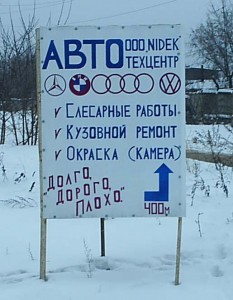 АВТО ООО „NIDEK"
ТЕХЦЕНТР
✓ СЛЕСАРНЫЕ РАБОТЫ
✓ КУЗОВНОЙ РЕМОНТ
✓ ОКРАСКА (КАМЕРА)
„ДОЛГО,
ДОРОГО,
ПЛОХО."
400М